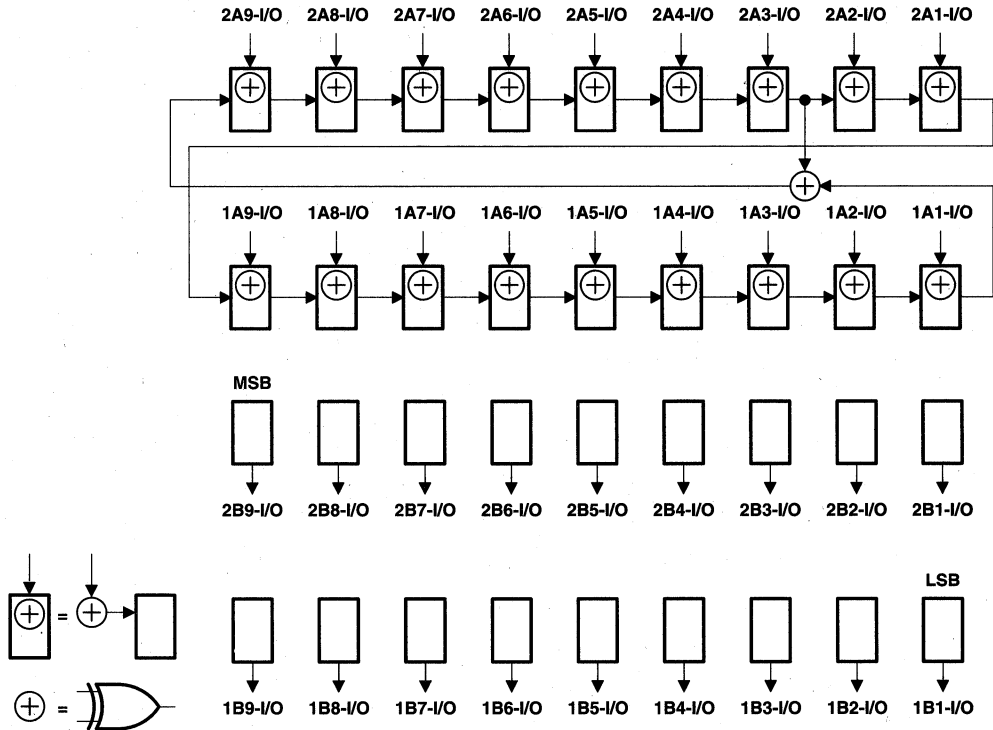 2A9-I/O 2A8-I/O 2A7-I/O 2A6-I/O 2A5-I/O 2A4-I/O 2A3-I/O 2A2-I/O 2A1-I/O
1A9-I/O 1A8-I/O 1A7-I/O 1A6-I/O 1A5-I/O 1A4-I/O 1A3-I/O 1A2-I/O 1A1-I/O
MSB
2B9-I/O 2B8-I/O 2B7-I/O 2B6-I/O 2B5-I/O 2B4-I/O 2B3-I/O 2B2-I/O 2B1-I/O
LSB
=
1B9-I/O 1B8-I/O 1B7-I/O 1B6-I/O 1B5-I/O 1B4-I/O 1B3-I/O 1B2-I/O 1B1-I/O
=